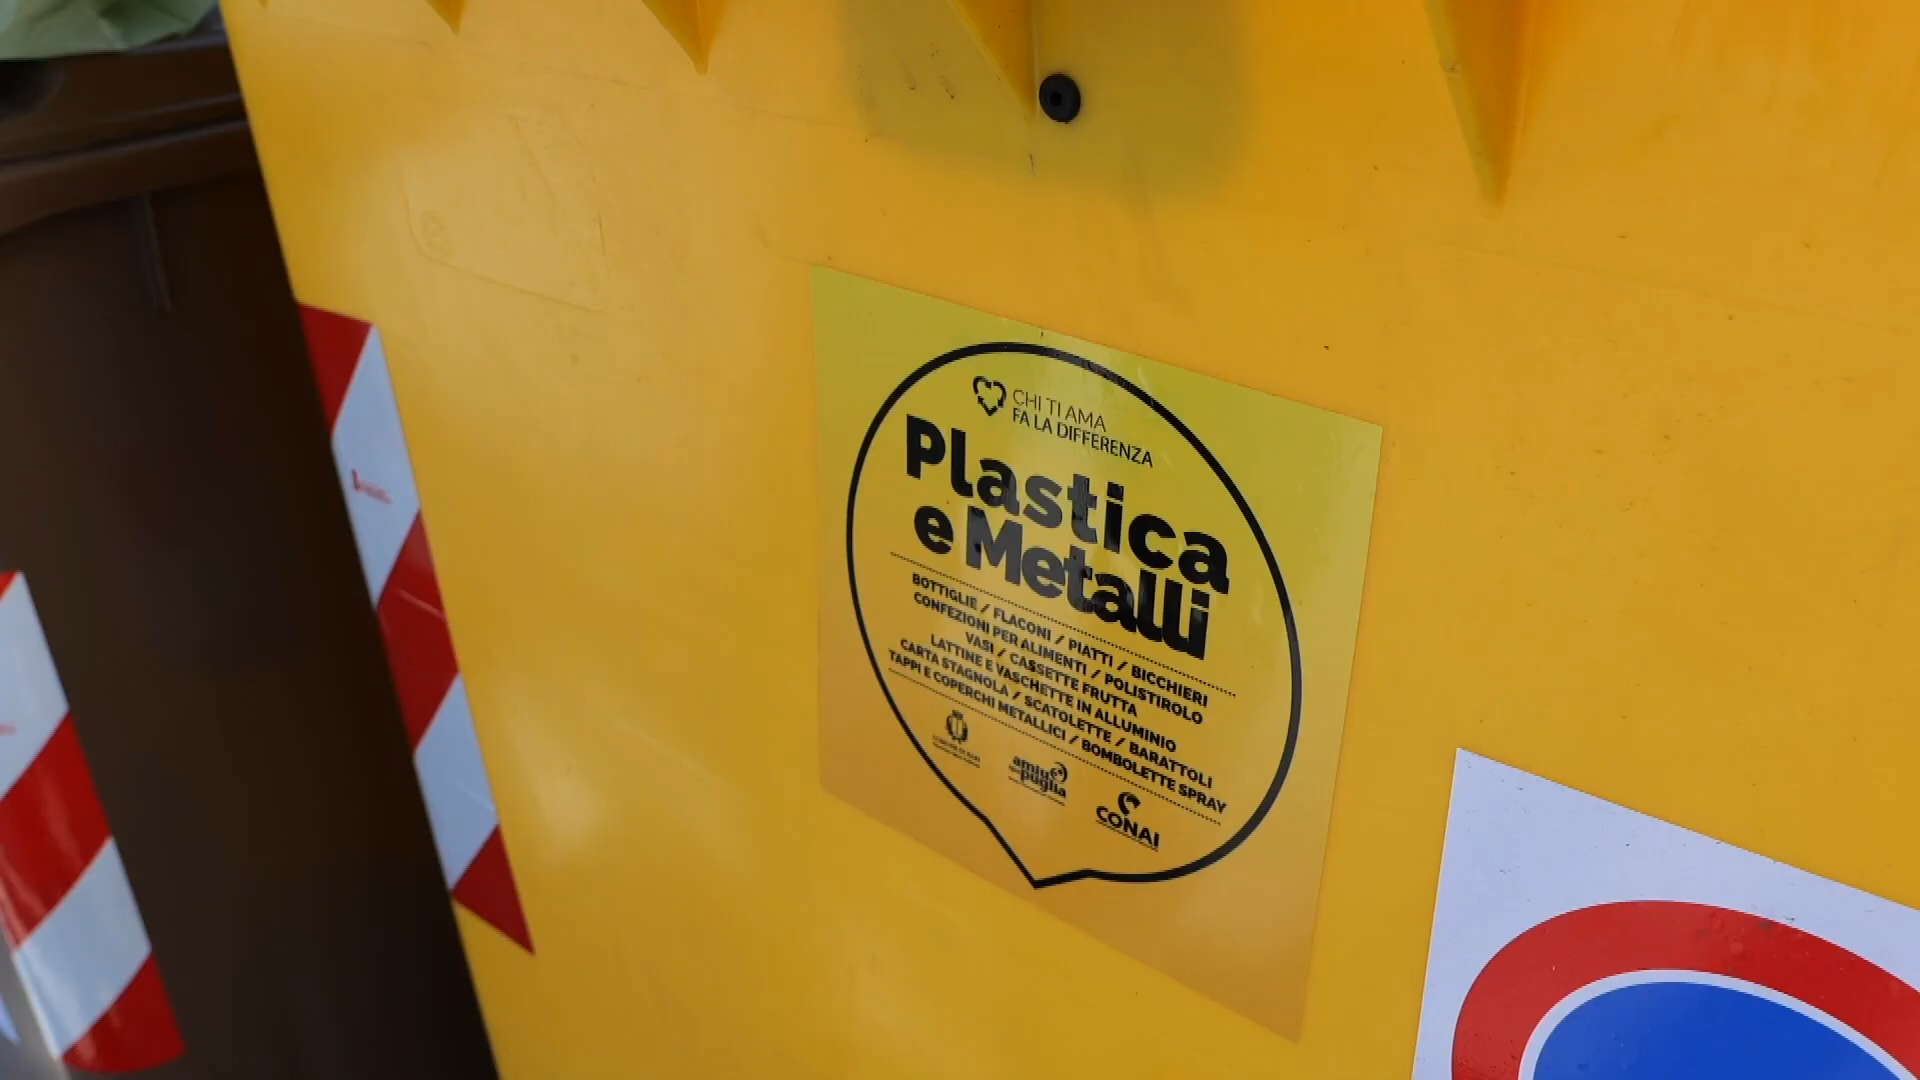 CHI TI AMA
FA LA DIFFERENZA
Plastica
e Metalli
BOTTIGLIE / FLACONI / PIATTI / BICCHIERI
CONFEZIONI PER ALIMENTI / POLISTIROLO
VASI / CASSETTE FRUTTA
LATTINE E VASCHETTE IN ALLUMINIO
CARTA STAGNOLA / SCATOLETTE / BARATTOLI
TAPPI E COPERCHI METALLICI / BOMBOLETTE SPRAY
amiu
puglia
CONAI